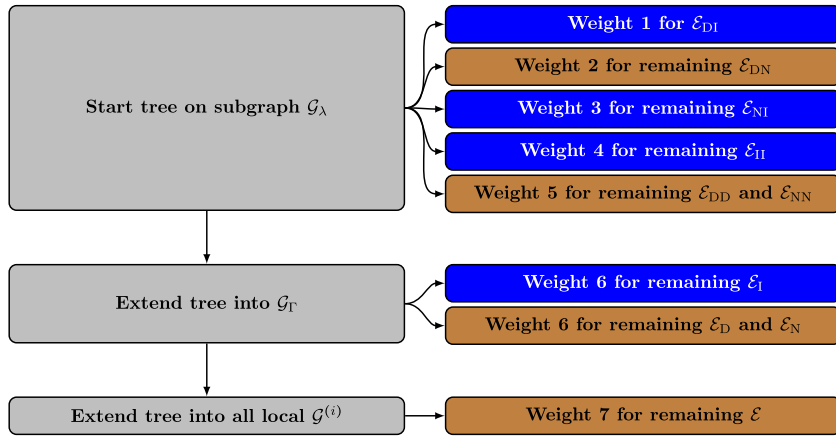 Start tree on subgraph 𝒢_λ
Weight 1 for ℰ_DI
Weight 2 for remaining ℰ_DN
Weight 3 for remaining ℰ_NI
Weight 4 for remaining ℰ_II
Weight 5 for remaining ℰ_DD and ℰ_NN
Extend tree into 𝒢_Γ
Weight 6 for remaining ℰ_I
Weight 6 for remaining ℰ_D and ℰ_N
Extend tree into all local 𝒢^(i)
Weight 7 for remaining ℰ